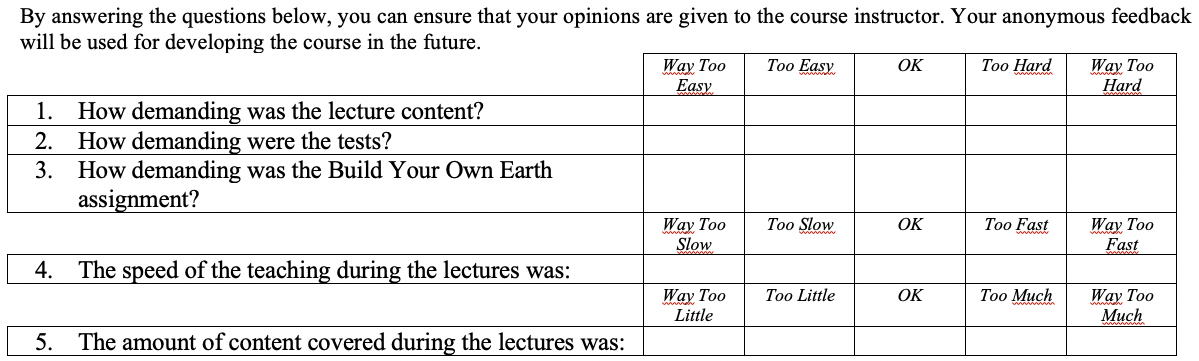 By answering the questions below, you can ensure that your opinions are given to the course instructor. Your anonymous feedback
will be used for developing the course in the future.
Way Too Easy	Too Easy	OK	Too Hard	Way Too Hard
1. How demanding was the lecture content?
2. How demanding were the tests?
3. How demanding was the Build Your Own Earth
assignment?
Way Too Slow	Too Slow	OK	Too Fast	Way Too Fast
4. The speed of the teaching during the lectures was:
Way Too Little	Too Little	OK	Too Much	Way Too Much
5. The amount of content covered during the lectures was: